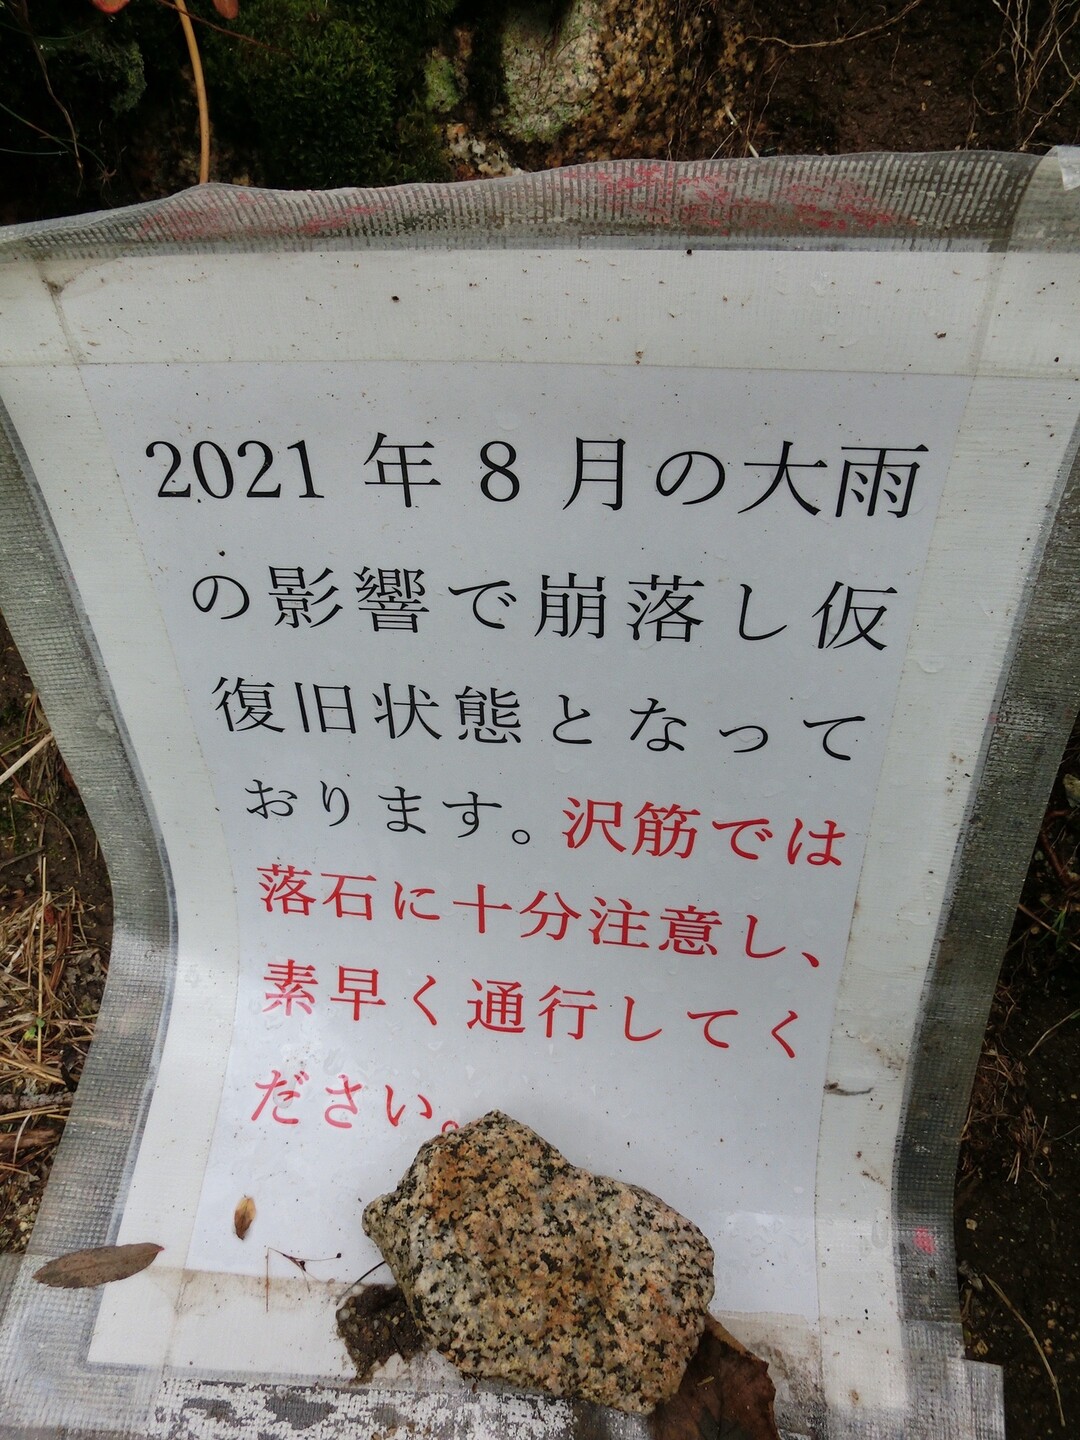 2021 年 8 月の大雨
の影響で崩落し仮
復旧状態となって
おります。沢筋では
落石に十分注意し、
素早く通行してく
ださい。